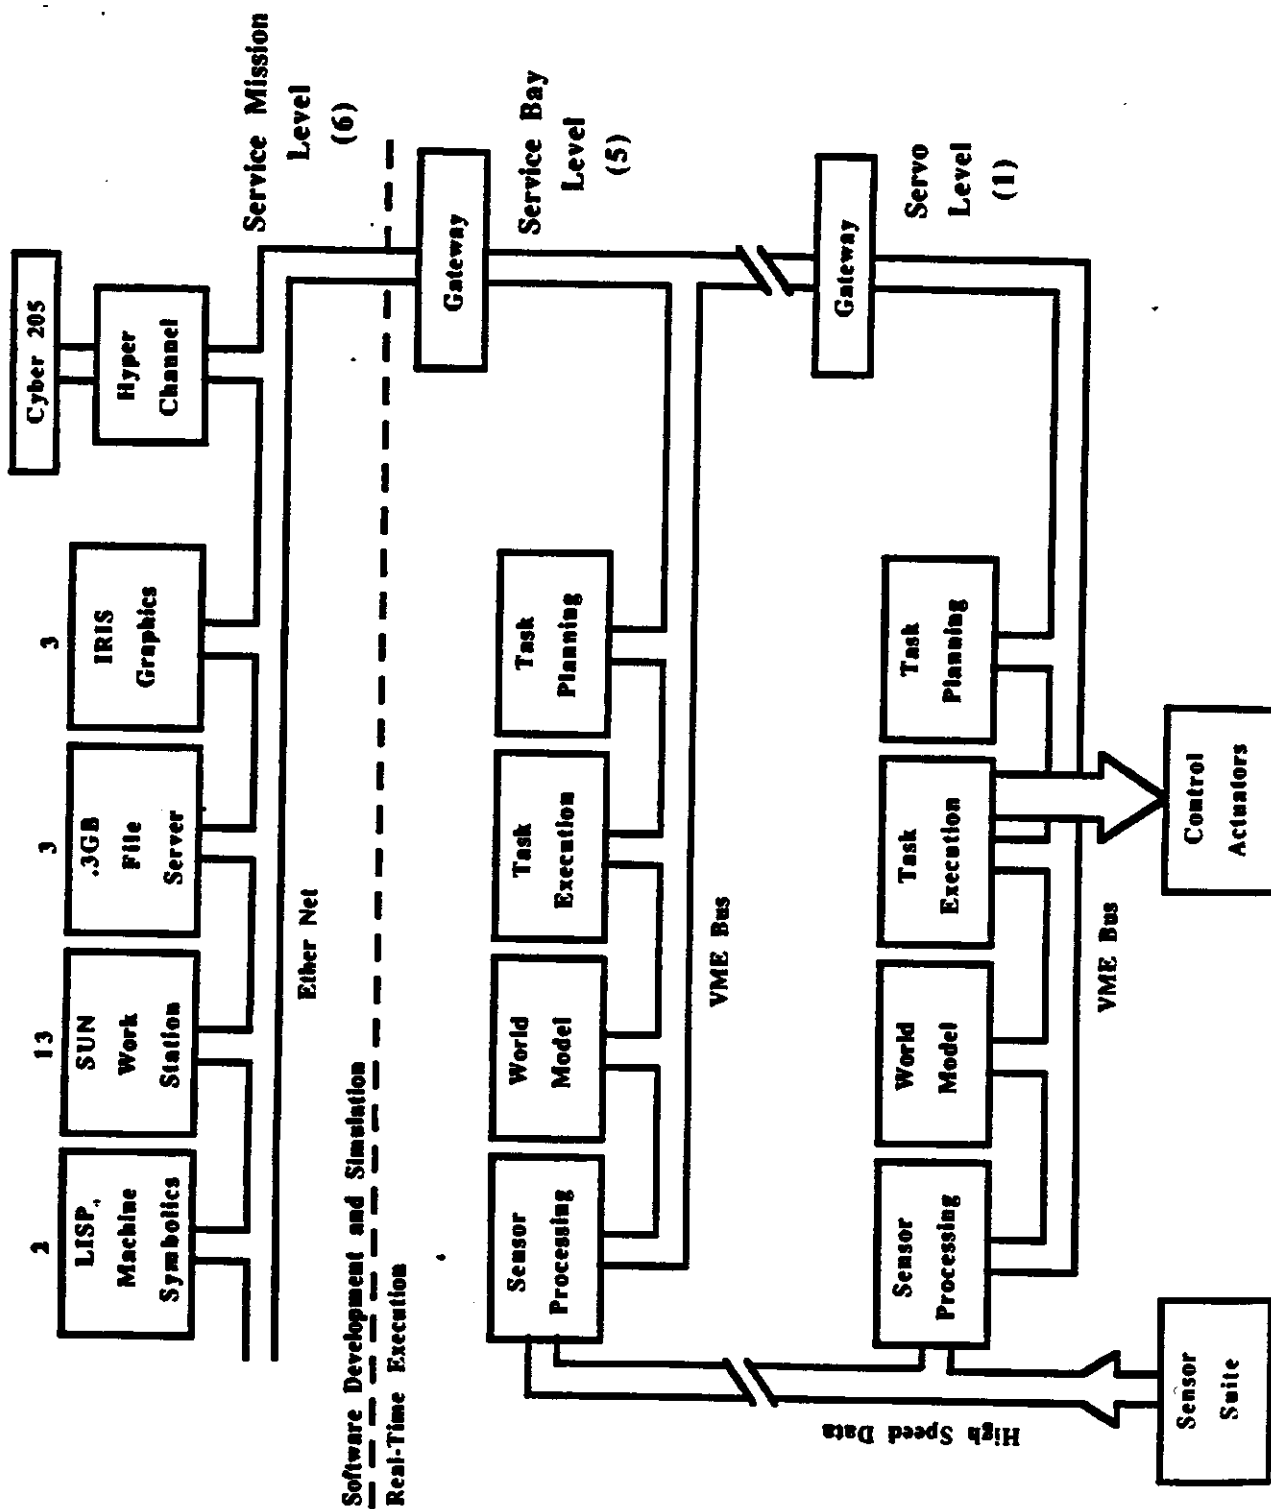 Cyber 205
Hyper
Channel
Service Mission
Level
(6)
3
IRIS
Graphics
3
.3GB
File
Server
13
SUN
Work
Station
2
LISP.
Machine
Symbolics
Ether Net
Software Development and Simulation
Real-Time Execution
Gateway
Service Bay
Level
(5)
Sensor
Processing
World
Model
Task
Execution
Task
Planning
VME Bus
Gateway
Servo
Level
(1)
Sensor
Processing
World
Model
Task
Execution
Task
Planning
VME Bus
High Speed Data
Sensor
Suite
Control
Actuators